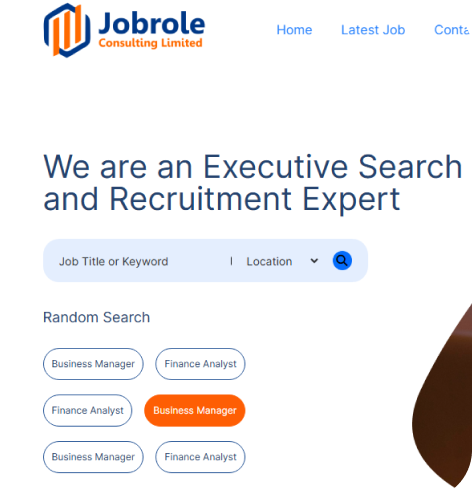 Jobrole
Consulting Limited
Home Latest Job
We are an Executive Search
and Recruitment Expert
Job Title or Keyword | Location
Random Search
Business Manager Finance Analyst
Finance Analyst Business Manager
Business Manager Finance Analyst